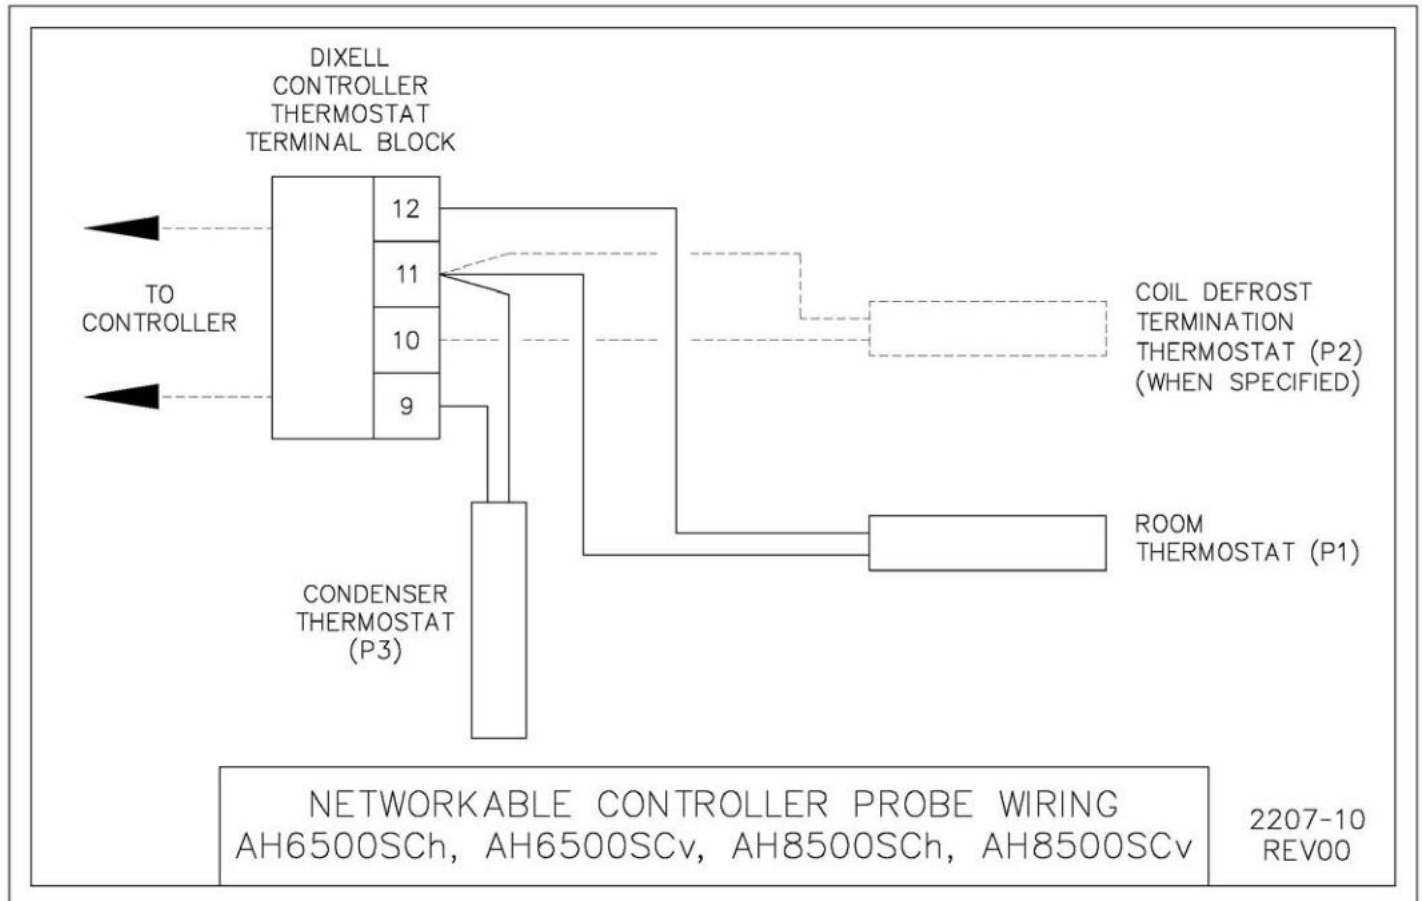 DIXELL
CONTROLLER
THERMOSTAT
TERMINAL BLOCK
12
11
10
9
TO
CONTROLLER
COIL DEFROST
TERMINATION
THERMOSTAT (P2)
(WHEN SPECIFIED)
ROOM
THERMOSTAT (P1)
CONDENSER
THERMOSTAT
(P3)
NETWORKABLE CONTROLLER PROBE WIRING
AH6500SCh, AH6500SCv, AH8500SCh, AH8500SCv
2207-10
REV00